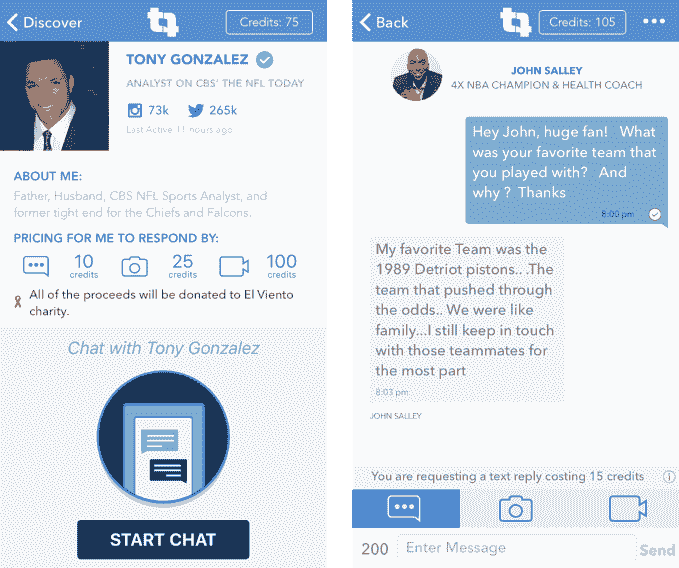 Discover
Credits: 75
TONY GONZALEZ
ANALYST ON CBS' THE NFL TODAY
73k
265k
Last Active 11 hours ago
ABOUT ME:
Father, Husband, CBS NFL Sports Analyst, and
former tight end for the Chiefs and Falcons.
PRICING FOR ME TO RESPOND BY:
10
credits
25
credits
100
credits
All of the proceeds will be donated to El Viento
charity.
Chat with Tony Gonzalez
START CHAT
Back
Credits: 105
JOHN SALLEY
4X NBA CHAMPION & HEALTH COACH
Hey John, huge fan! What
was your favorite team that
you played with? And
why ? Thanks
8:00 pm
My favorite Team was the
1989 Detriot pistons.. .The
team that pushed through
the odds.. We were like
family...I still keep in touch
with those teammates for
the most part
8:03 pm
JOHN SALLEY
You are requesting a text reply costing 15 credits
200
Enter Message
Send